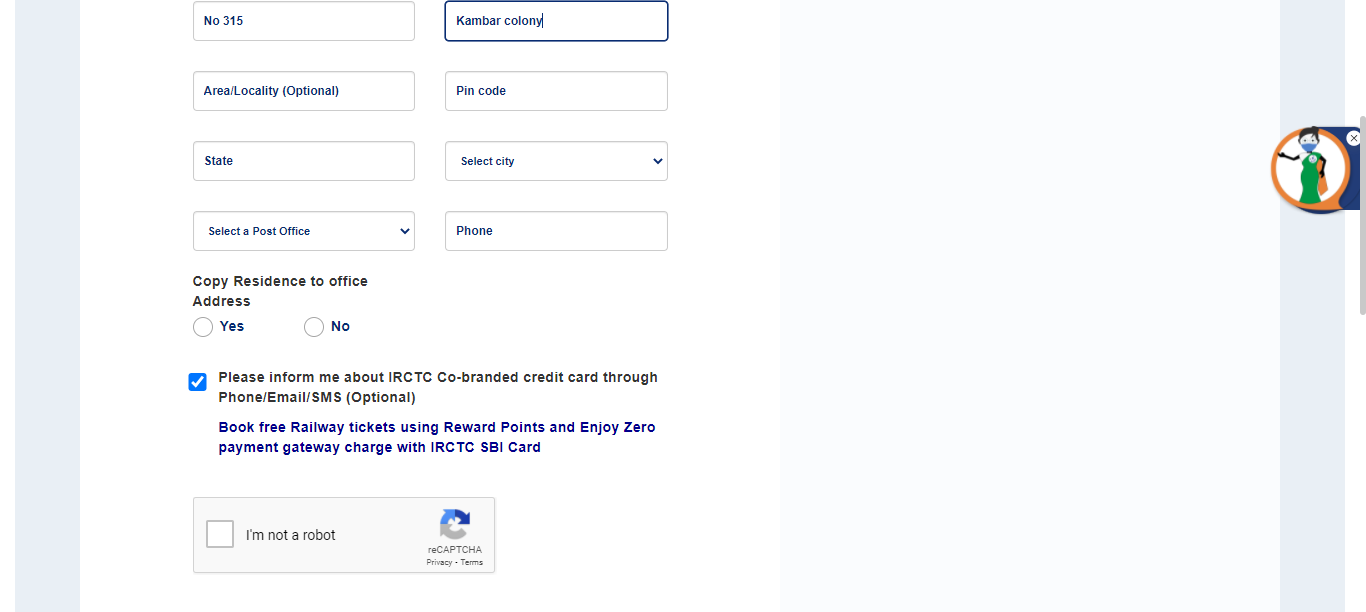 No 315
Kambar colony
Area/Locality (Optional)
Pin code
State
Select city
Select a Post Office
Phone
Copy Residence to office
Address
Yes
No
Please inform me about IRCTC Co-branded credit card through
Phone/Email/SMS (Optional)
Book free Railway tickets using Reward Points and Enjoy Zero
payment gateway charge with IRCTC SBI Card
I'm not a robot
reCAPTCHA
Privacy - Terms